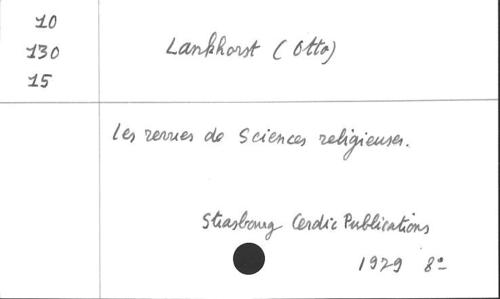 10
130
15
Lankhorst (Otto)
Les revues de Sciences religieuses.
Strasbourg Cerdic Publications
1979 8°